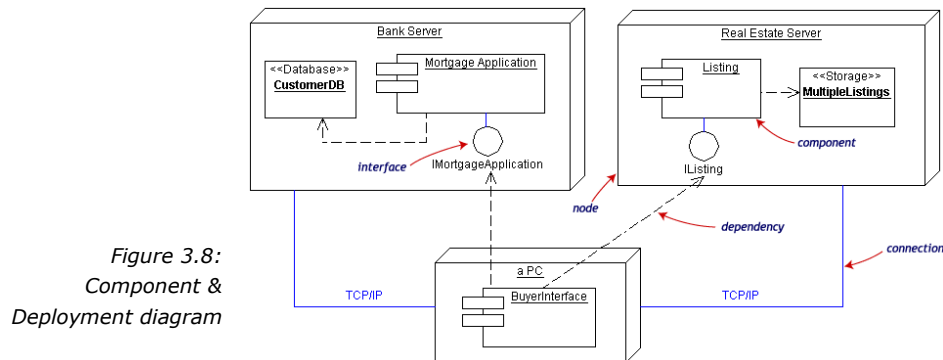 Bank Server
Real Estate Server
<<Database>>
CustomerDB
Mortgage Application
Listing
<<Storage>>
MultipleListings
interface
IMortgageApplication
component
IListing
node
dependency
connection
Figure 3.8:
Component &
Deployment diagram
a PC
TCP/IP
BuyerInterface
TCP/IP